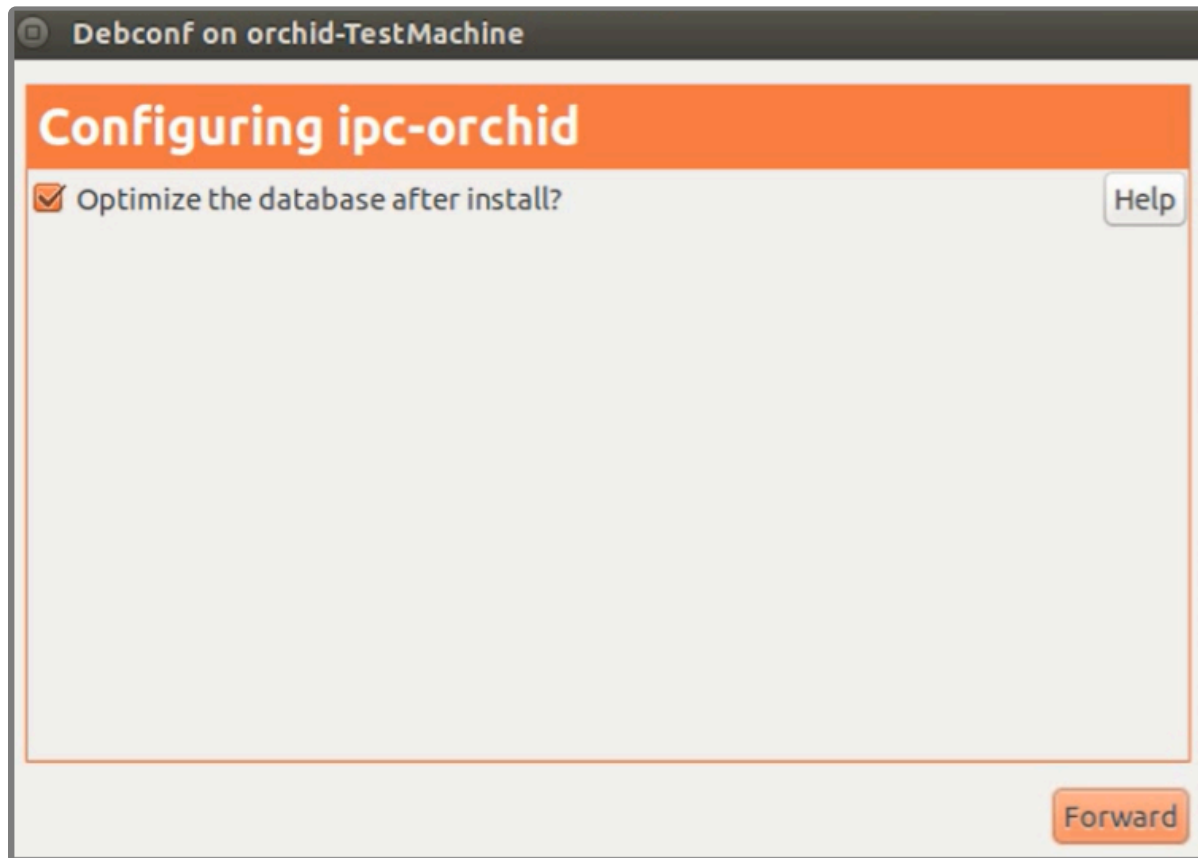 Debconf on orchid-TestMachine
Configuring ipc-orchid
Optimize the database after install?
Help
Forward